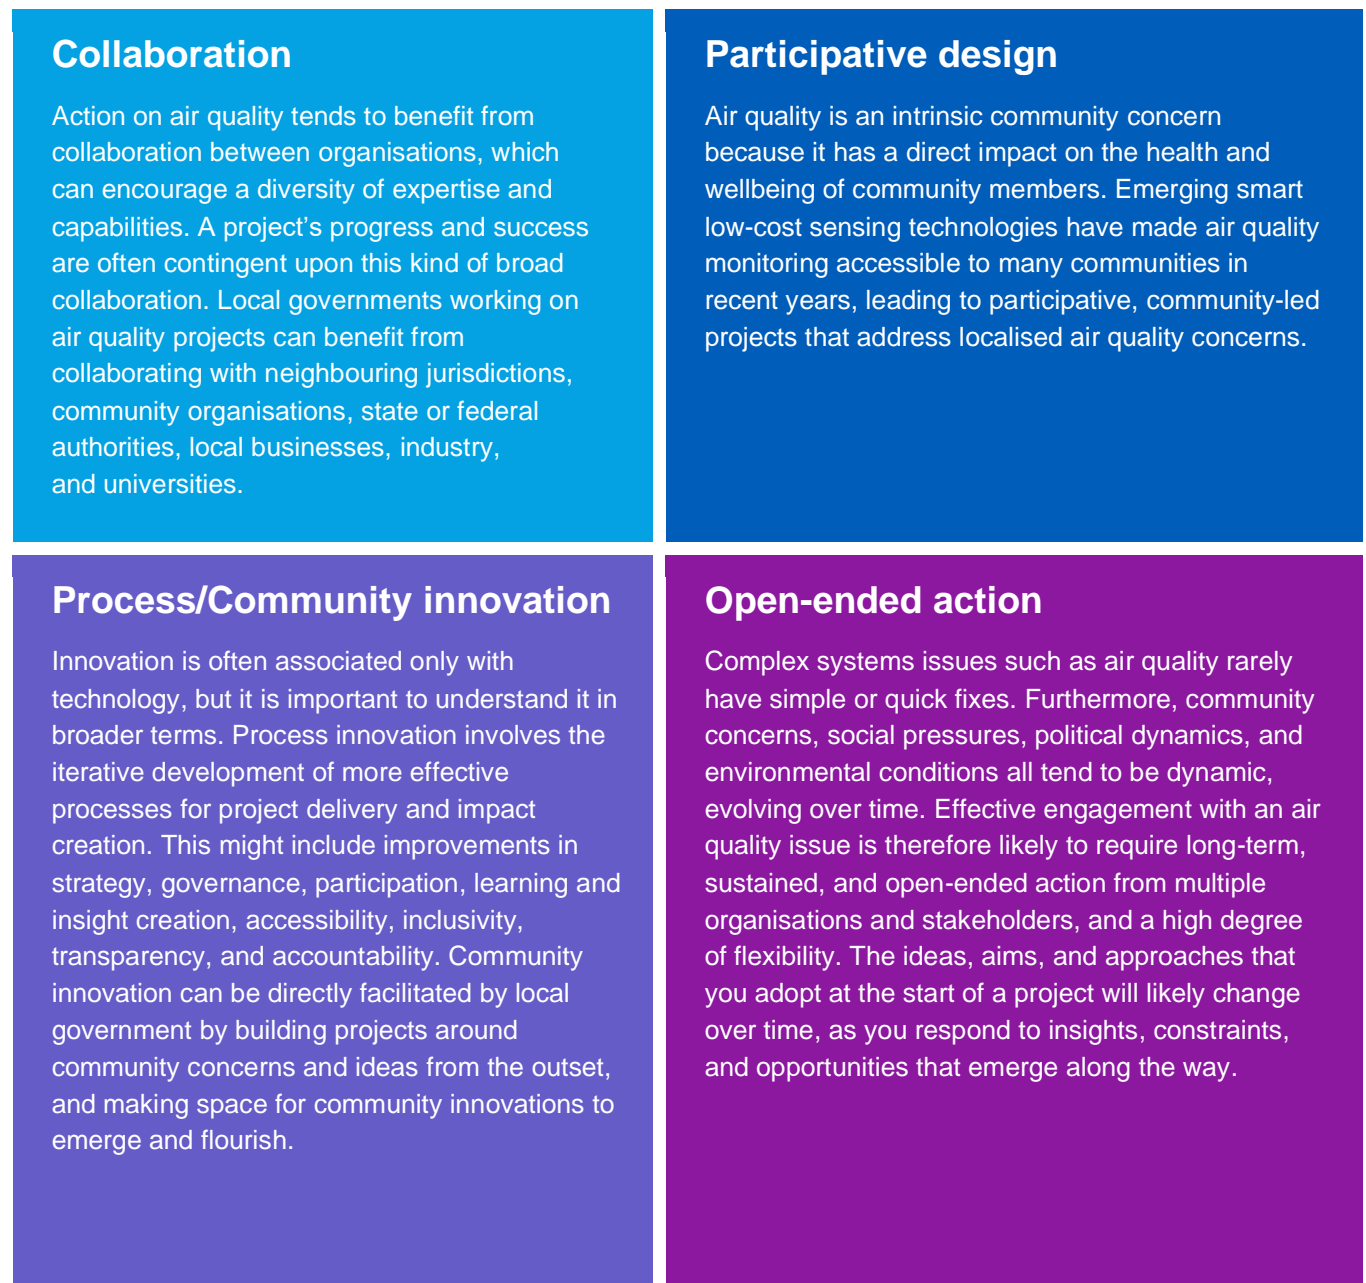 Collaboration
Action on air quality tends to benefit from
collaboration between organisations, which
can encourage a diversity of expertise and
capabilities. A project’s progress and success
are often contingent upon this kind of broad
collaboration. Local governments working on
air quality projects can benefit from
collaborating with neighbouring jurisdictions,
community organisations, state or federal
authorities, local businesses, industry,
and universities.
Participative design
Air quality is an intrinsic community concern
because it has a direct impact on the health and
wellbeing of community members. Emerging smart
low-cost sensing technologies have made air quality
monitoring accessible to many communities in
recent years, leading to participative, community-led
projects that address localised air quality concerns.
Process/Community innovation
Innovation is often associated only with
technology, but it is important to understand it in
broader terms. Process innovation involves the
iterative development of more effective
processes for project delivery and impact
creation. This might include improvements in
strategy, governance, participation, learning and
insight creation, accessibility, inclusivity,
transparency, and accountability. Community
innovation can be directly facilitated by local
government by building projects around
community concerns and ideas from the outset,
and making space for community innovations to
emerge and flourish.
Open-ended action
Complex systems issues such as air quality rarely
have simple or quick fixes. Furthermore, community
concerns, social pressures, political dynamics, and
environmental conditions all tend to be dynamic,
evolving over time. Effective engagement with an air
quality issue is therefore likely to require long-term,
sustained, and open-ended action from multiple
organisations and stakeholders, and a high degree
of flexibility. The ideas, aims, and approaches that
you adopt at the start of a project will likely change
over time, as you respond to insights, constraints,
and opportunities that emerge along the way.